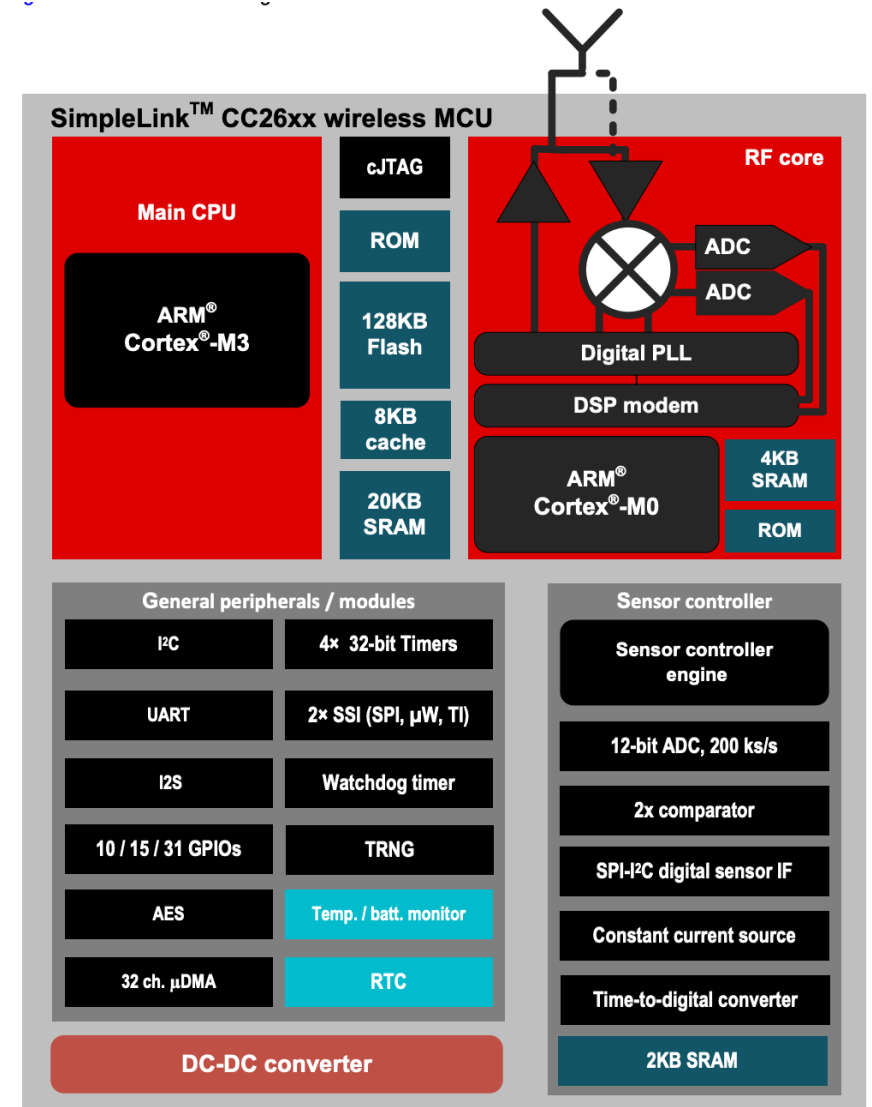 SimpleLink™ CC26xx wireless MCU
Main CPU
ARM®
Cortex®-M3
cJTAG
ROM
128KB
Flash
8KB
cache
20KB
SRAM
RF core
ADC
ADC
Digital PLL
DSP modem
ARM®
Cortex®-M0
4KB
SRAM
ROM
General peripherals / modules
I²C
4× 32-bit Timers
UART
2× SSI (SPI, µW, TI)
I2S
Watchdog timer
10 / 15 / 31 GPIOs
TRNG
AES
Temp. / batt. monitor
32 ch. µDMA
RTC
Sensor controller
Sensor controller
engine
12-bit ADC, 200 ks/s
2x comparator
SPI-I²C digital sensor IF
Constant current source
Time-to-digital converter
2KB SRAM
DC-DC converter